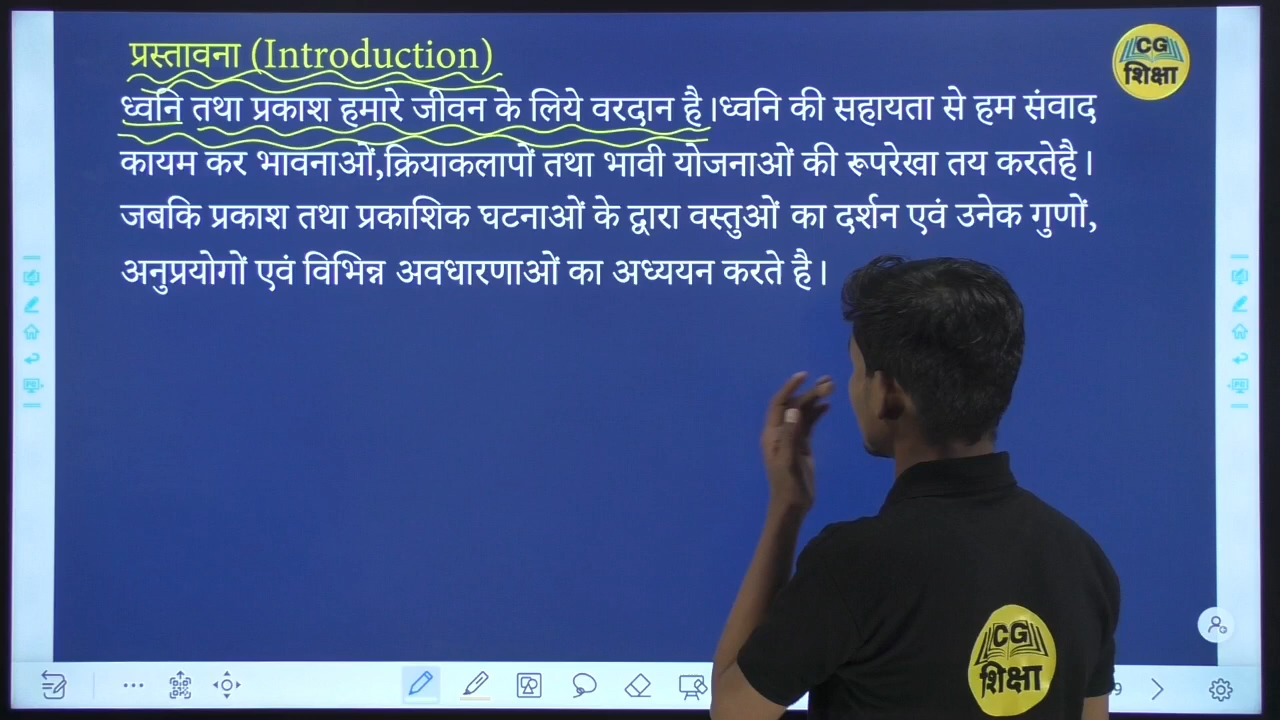 प्रस्तावना (Introduction)
ध्वनि तथा प्रकाश हमारे जीवन के लिये वरदान है।ध्वनि की सहायता से हम संवाद
कायम कर भावनाओं,क्रियाकलापों तथा भावी योजनाओं की रूपरेखा तय करतेहै।
जबकि प्रकाश तथा प्रकाशिक घटनाओं के द्वारा वस्तुओं का दर्शन एवं उनेक गुणों,
अनुप्रयोगों एवं विभिन्न अवधारणाओं का अध्ययन करते है।
CG
शिक्षा
CG
शिक्षा
9